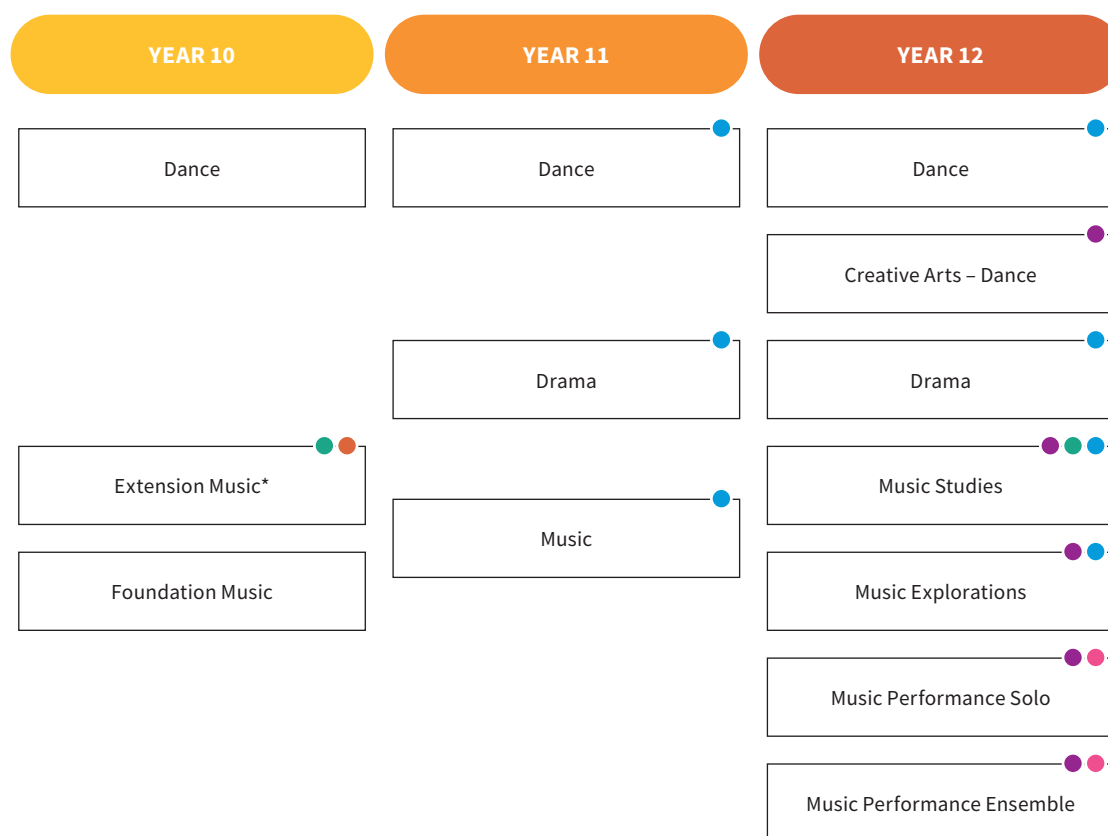 YEAR 10
YEAR 11
YEAR 12
Dance
Dance
Dance
Creative Arts – Dance
Drama
Drama
Extension Music*
Music Studies
Music
Foundation Music
Music Explorations
Music Performance Solo
Music Performance Ensemble